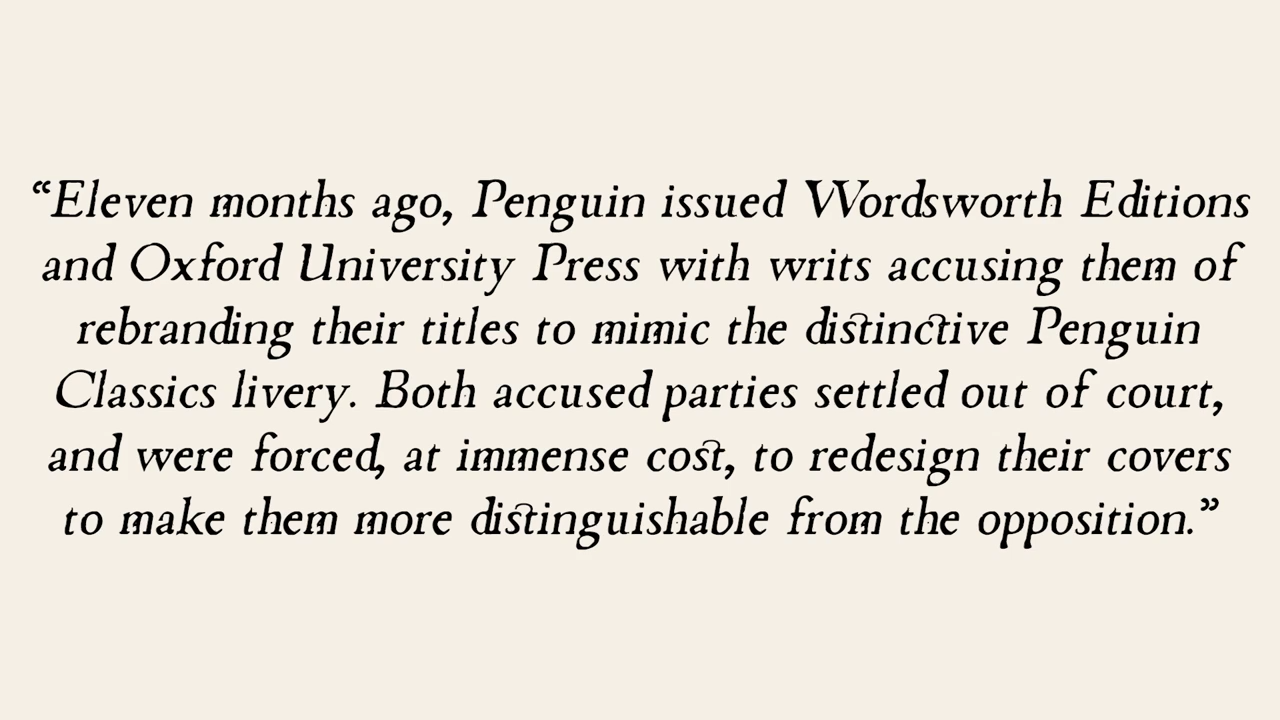 “Eleven months ago, Penguin issued Wordsworth Editions
and Oxford University Press with writs accusing them of
rebranding their titles to mimic the distinctive Penguin
Classics livery. Both accused parties settled out of court,
and were forced, at immense cost, to redesign their covers
to make them more distinguishable from the opposition.”